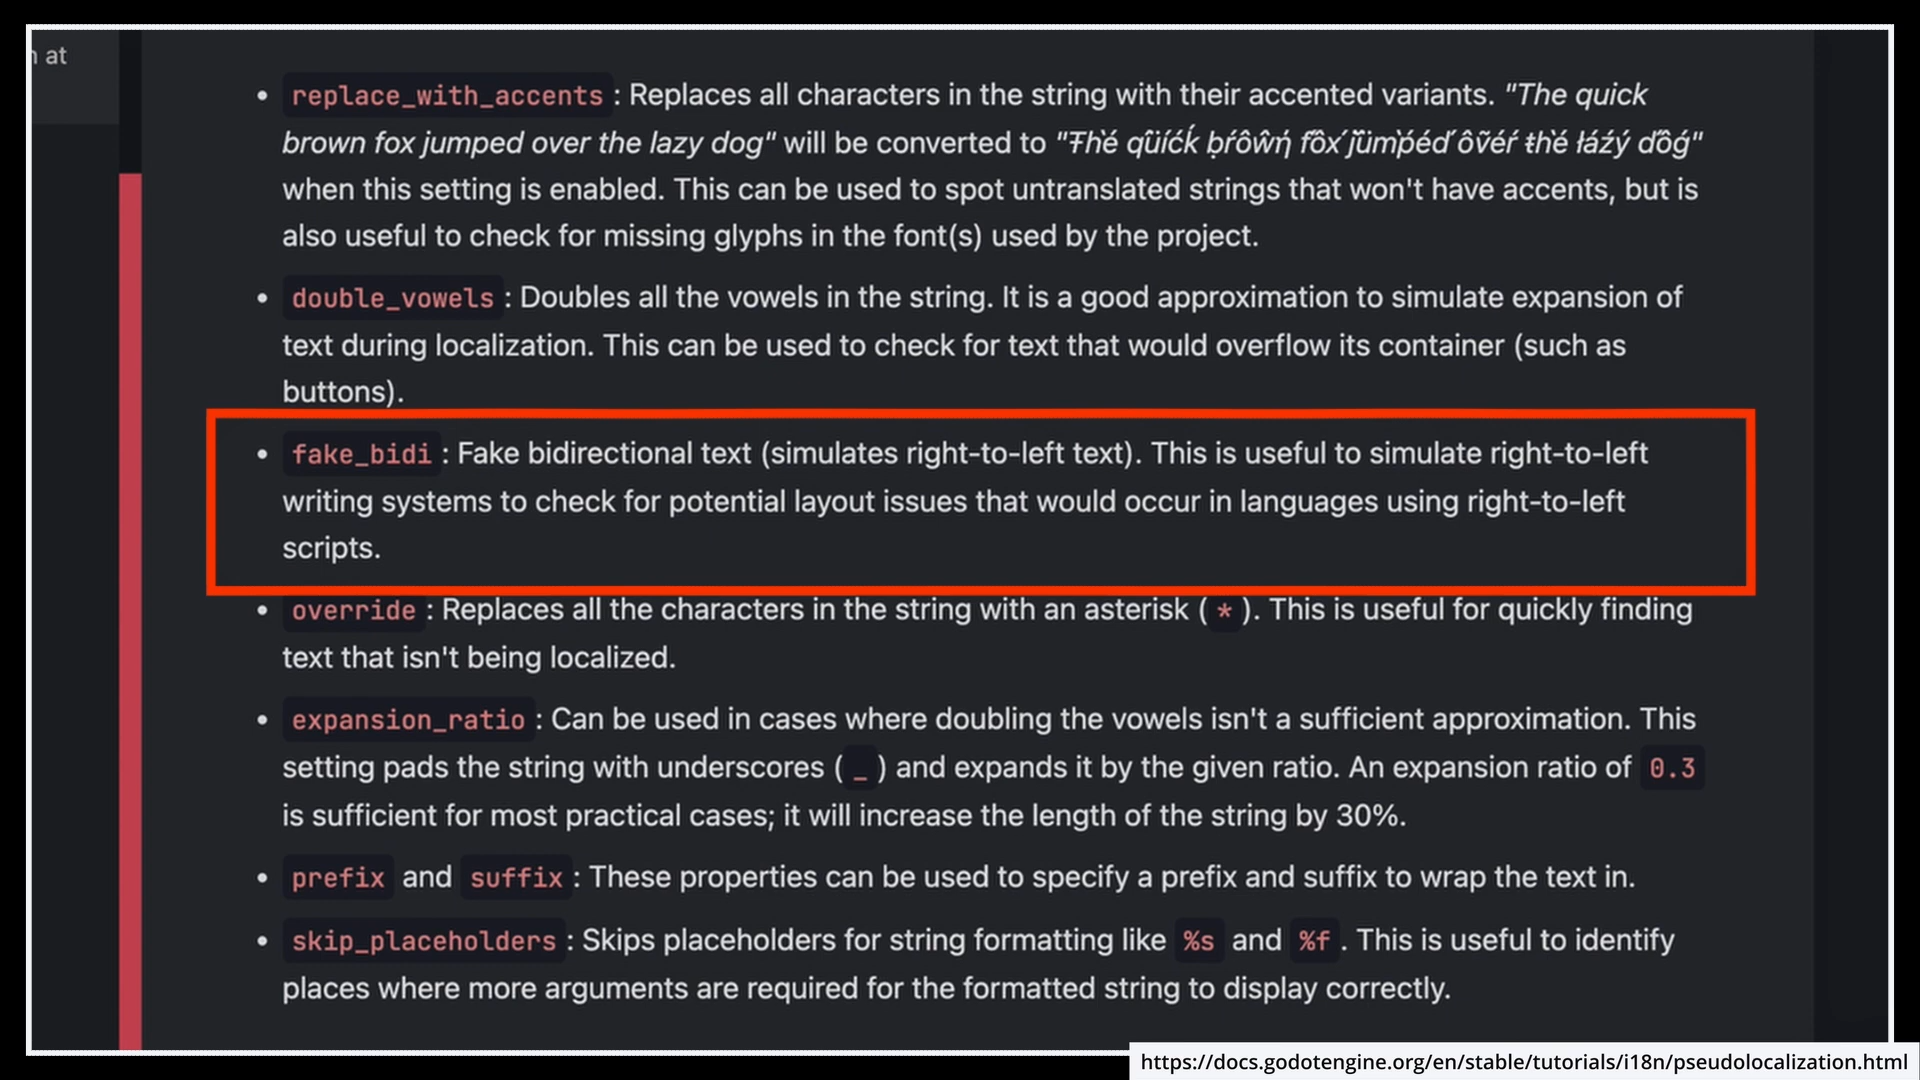 n at
replace_with_accents : Replaces all characters in the string with their accented variants. "The quick
brown fox jumped over the lazy dog" will be converted to "Ŧh̀é q̂üíćḱ ḅŕôŵή f̂ôx́ ǰüm̀ṕéd́ ôṽéŕ ŧh̀é łáźý d́ôǵ"
when this setting is enabled. This can be used to spot untranslated strings that won't have accents, but is
also useful to check for missing glyphs in the font(s) used by the project.
double_vowels : Doubles all the vowels in the string. It is a good approximation to simulate expansion of
text during localization. This can be used to check for text that would overflow its container (such as
buttons).
fake_bidi : Fake bidirectional text (simulates right-to-left text). This is useful to simulate right-to-left
writing systems to check for potential layout issues that would occur in languages using right-to-left
scripts.
override : Replaces all the characters in the string with an asterisk ( * ). This is useful for quickly finding
text that isn't being localized.
expansion_ratio : Can be used in cases where doubling the vowels isn't a sufficient approximation. This
setting pads the string with underscores ( _ ) and expands it by the given ratio. An expansion ratio of 0.3
is sufficient for most practical cases; it will increase the length of the string by 30%.
prefix and suffix : These properties can be used to specify a prefix and suffix to wrap the text in.
skip_placeholders : Skips placeholders for string formatting like %s and %f . This is useful to identify
places where more arguments are required for the formatted string to display correctly.
https://docs.godotengine.org/en/stable/tutorials/i18n/pseudolocalization.html